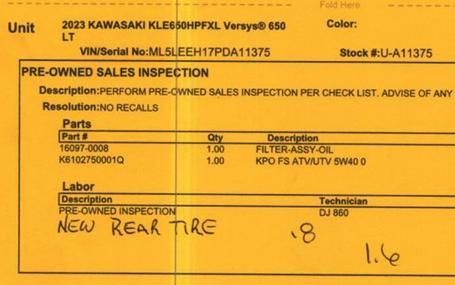 Fold Here
Unit 2023 KAWASAKI KLE650HPFXL Versys® 650 Color:
LT
VIN/Serial No:ML5LEEH17PDA11375 Stock #:U-A11375
PRE-OWNED SALES INSPECTION
Description:PERFORM PRE-OWNED SALES INSPECTION PER CHECK LIST. ADVISE OF ANY
Resolution:NO RECALLS
Parts
Part # Qty Description
16097-0008 1.00 FILTER-ASSY-OIL
K6102750001Q 1.00 KPO FS ATV/UTV 5W40 0
Labor
Description Technician
PRE-OWNED INSPECTION DJ 860
NEW REAR TIRE .8
1.6